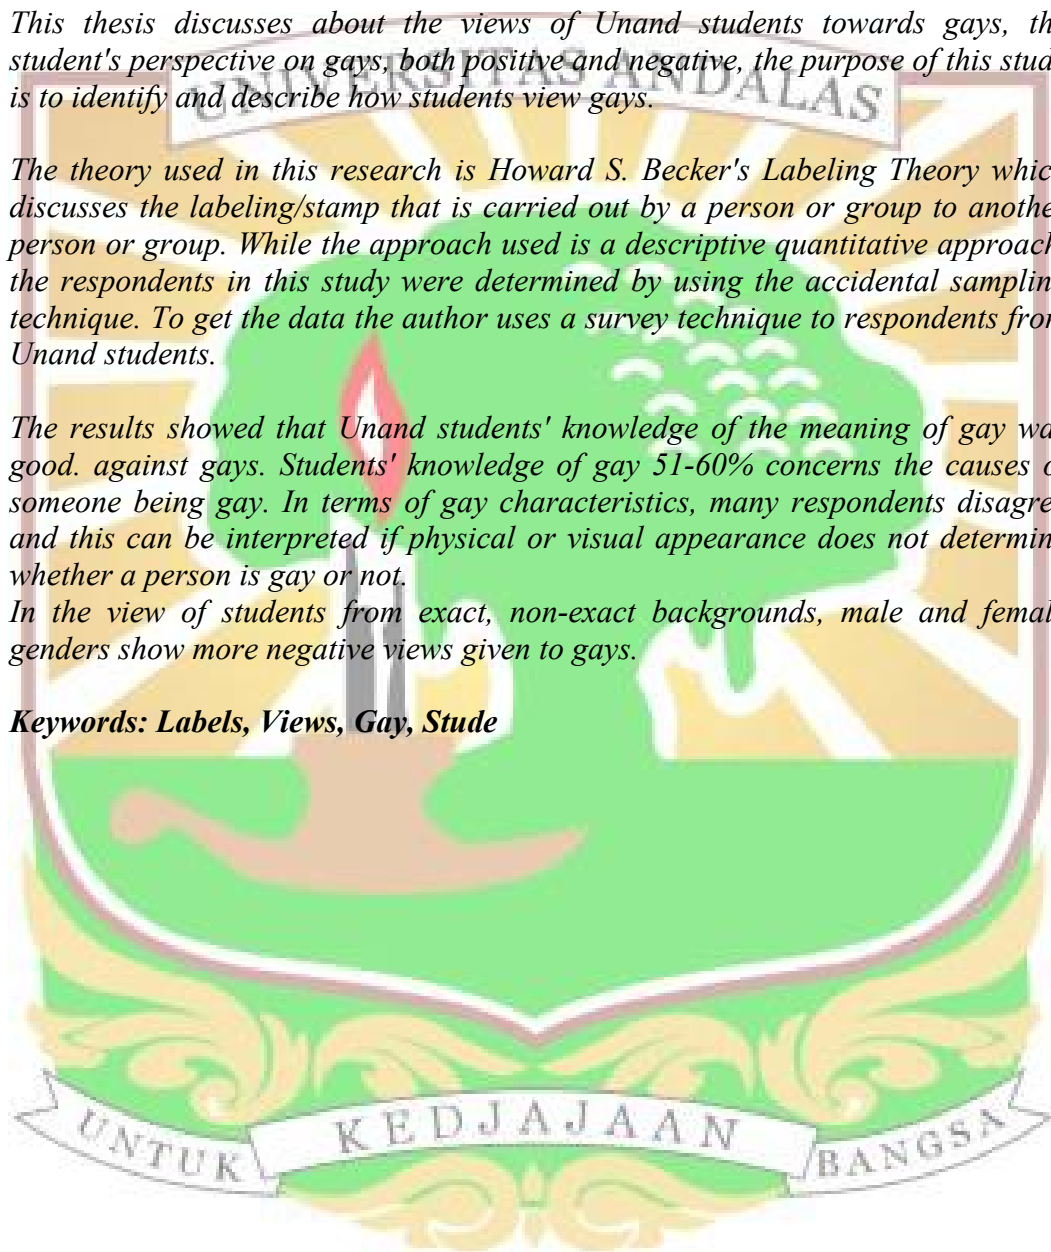 This thesis discusses about the views of Unand students towards gays, th
student's perspective on gays, both positive and negative, the purpose of this stud
UNIVERSITAS ANDALAS
is to identify and describe how students view gays.
The theory used in this research is Howard S. Becker's Labeling Theory whic
discusses the labeling/stamp that is carried out by a person or group to anothe
person or group. While the approach used is a descriptive quantitative approach
the respondents in this study were determined by using the accidental samplin
technique. To get the data the author uses a survey technique to respondents fro
Unand students.
The results showed that Unand students' knowledge of the meaning of gay wa
good. against gays. Students' knowledge of gay 51-60% concerns the causes o
someone being gay. In terms of gay characteristics, many respondents disagre
and this can be interpreted if physical or visual appearance does not determin
whether a person is gay or not.
In the view of students from exact, non-exact backgrounds, male and femal
genders show more negative views given to gays.
Keywords: Labels, Views, Gay, Stude
UNTUK KEDJAJAAN BANGSA